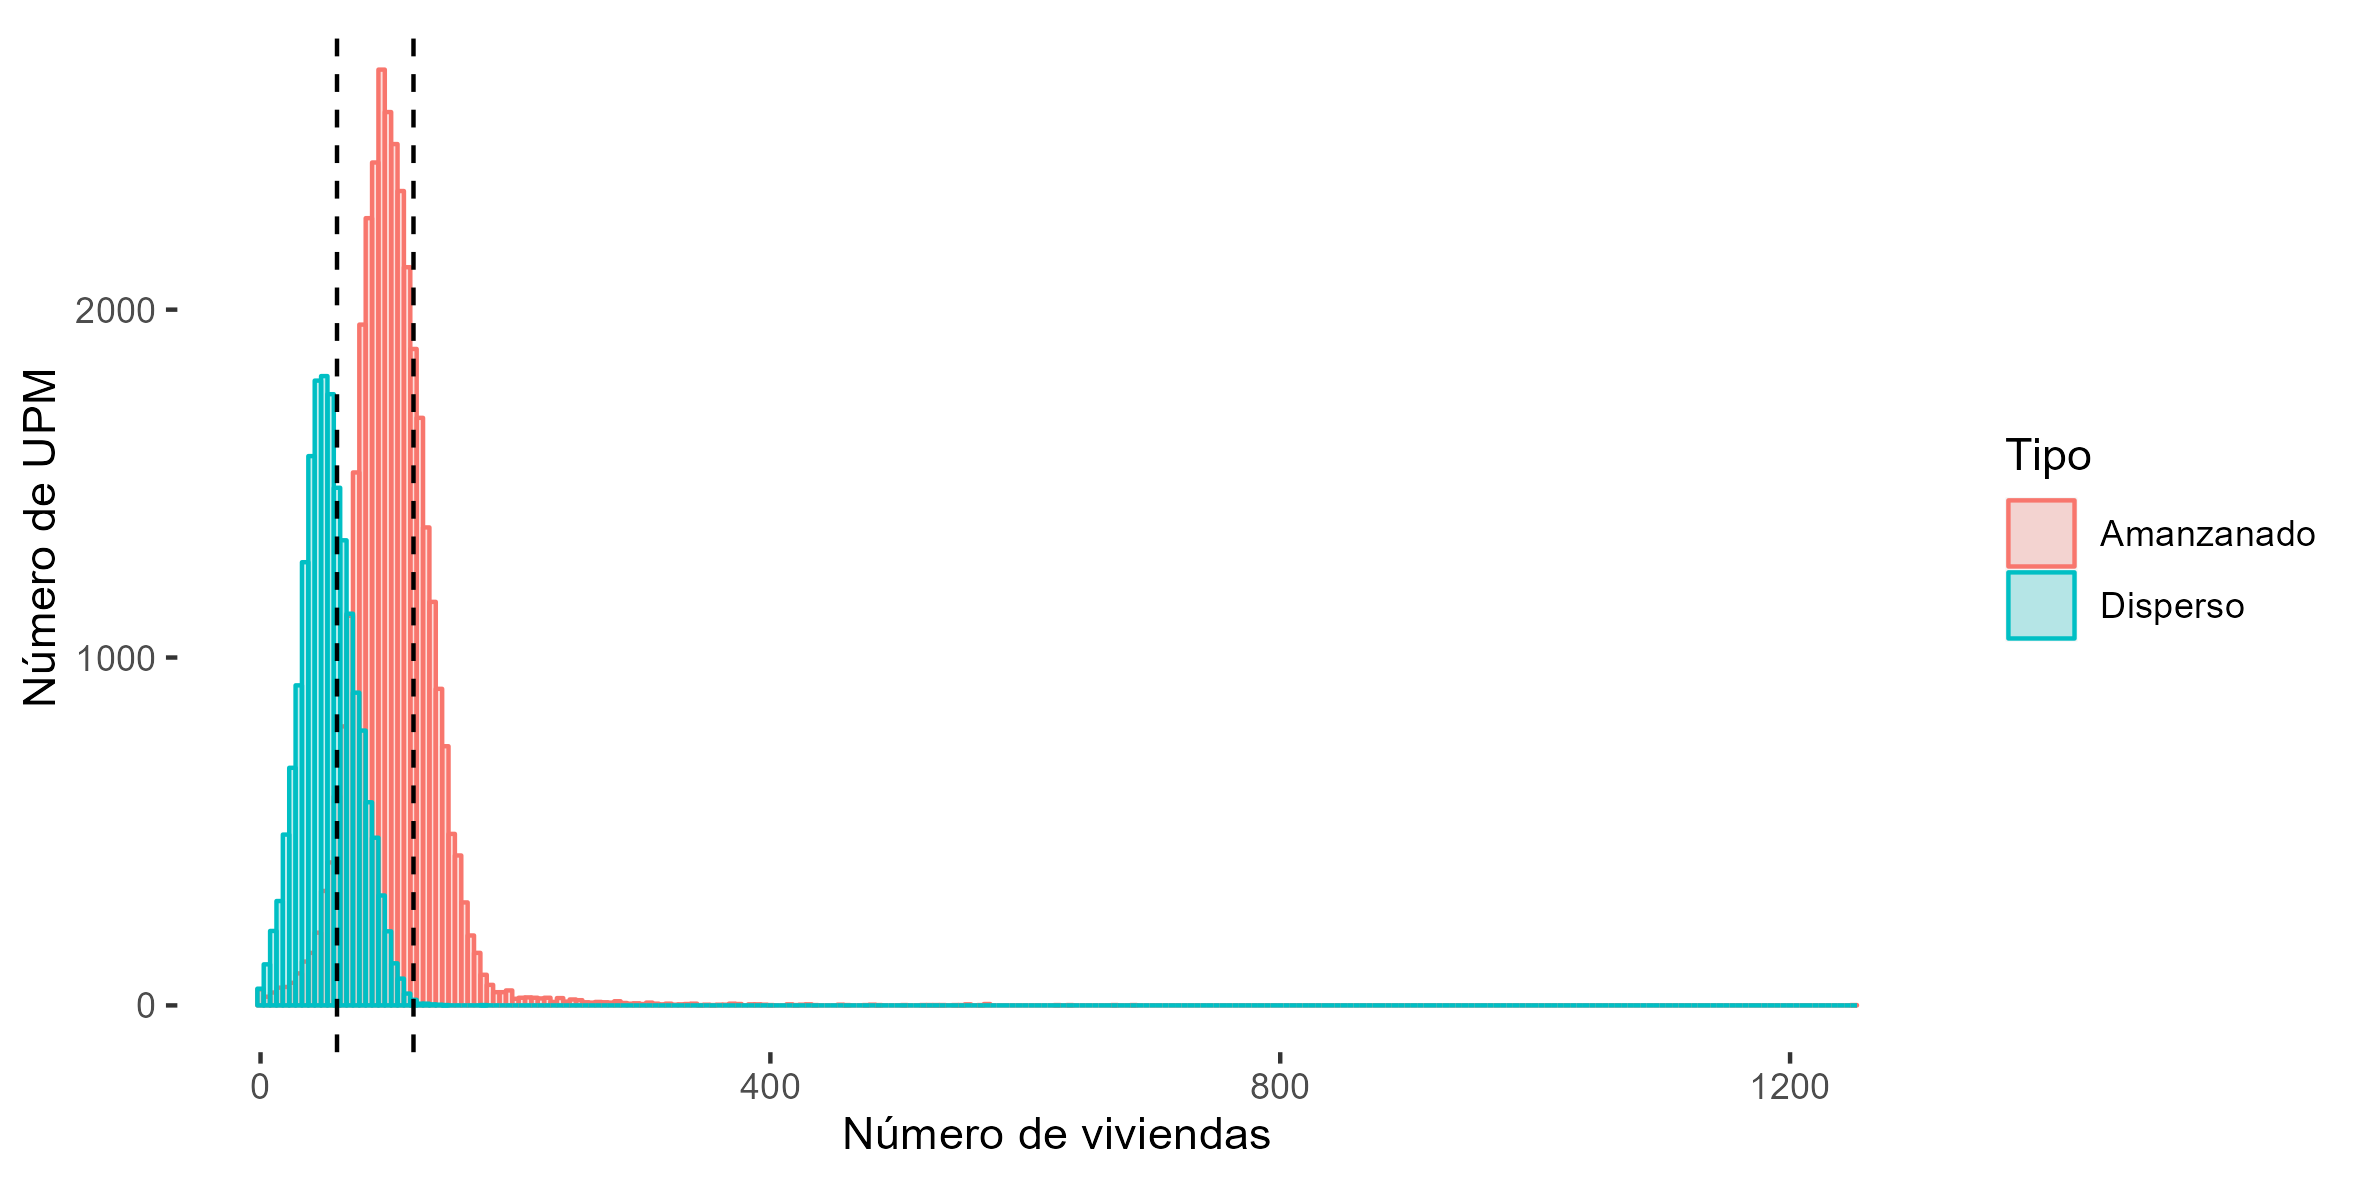 Número de UPM
2000
1000
0
0
400
800
1200
Número de viviendas
Tipo
Amanzanado
Disperso